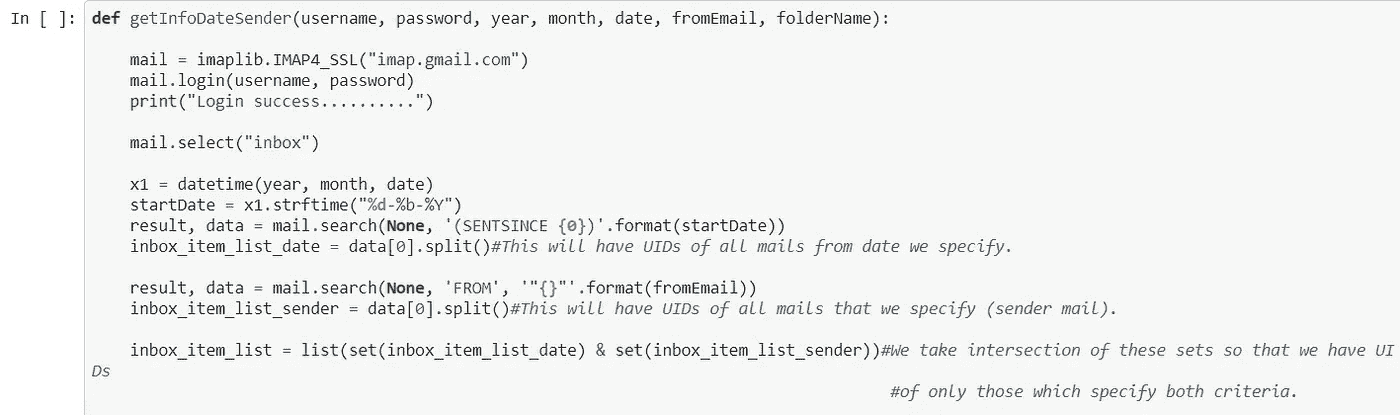 In [ ]: def getInfoDateSender(username, password, year, month, date, fromEmail, folderName):
mail = imaplib.IMAP4_SSL("imap.gmail.com")
mail.login(username, password)
print("Login success..........")
mail.select("inbox")
x1 = datetime(year, month, date)
startDate = x1.strftime("%d-%b-%Y")
result, data = mail.search(None, '(SENTSINCE {0})'.format(startDate))
inbox_item_list_date = data[0].split()#This will have UIDs of all mails from date we specify.
result, data = mail.search(None, 'FROM', '"{}"'.format(fromEmail))
inbox_item_list_sender = data[0].split()#This will have UIDs of all mails that we specify (sender mail).
inbox_item_list = list(set(inbox_item_list_date) & set(inbox_item_list_sender))#We take intersection of these sets so that we have UI
Ds
#of only those which specify both criteria.